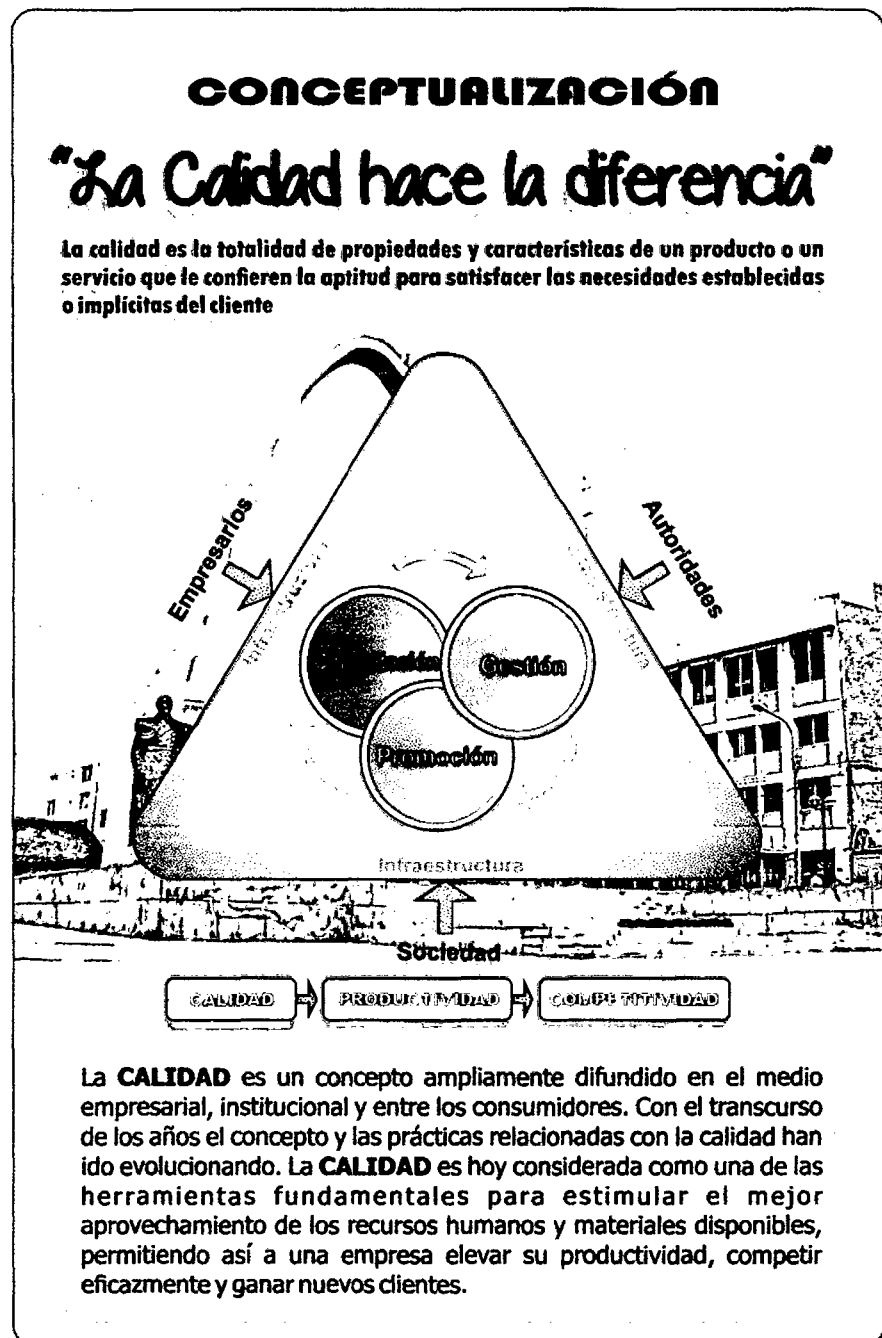 CONCEPTUALIZACIÓN
"La Calidad hace la diferencia"
La calidad es la totalidad de propiedades y características de un producto o un
servicio que le confieren la aptitud para satisfacer las necesidades establecidas
o implícitas del cliente
Empresarios
Autoridades
Gestión
Promoción
Infraestructura
Sociedad
CALIDAD
PRODUCTIVIDAD
COMPETITIVIDAD
La CALIDAD es un concepto ampliamente difundido en el medio
empresarial, institucional y entre los consumidores. Con el transcurso
de los años el concepto y las prácticas relacionadas con la calidad han
ido evolucionando. La CALIDAD es hoy considerada como una de las
herramientas fundamentales para estimular el mejor
aprovechamiento de los recursos humanos y materiales disponibles,
permitiendo así a una empresa elevar su productividad, competir
eficazmente y ganar nuevos clientes.